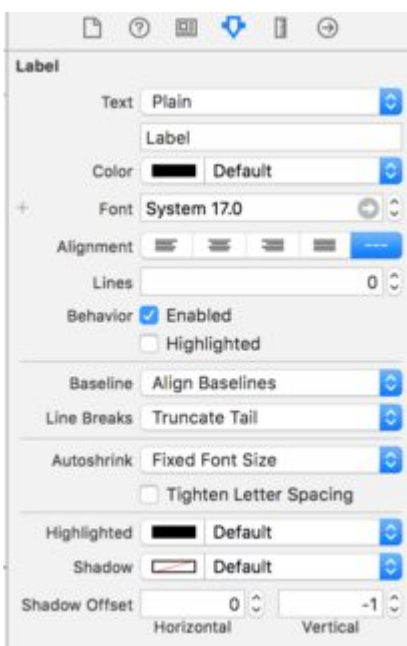 Label
Text Plain
Label
Color Default
Font System 17.0
Alignment ---
Lines 0
Behavior Enabled
Highlighted
Baseline Align Baselines
Line Breaks Truncate Tail
Autoshrink Fixed Font Size
Tighten Letter Spacing
Highlighted Default
Shadow Default
Shadow Offset 0 -1
Horizontal Vertical